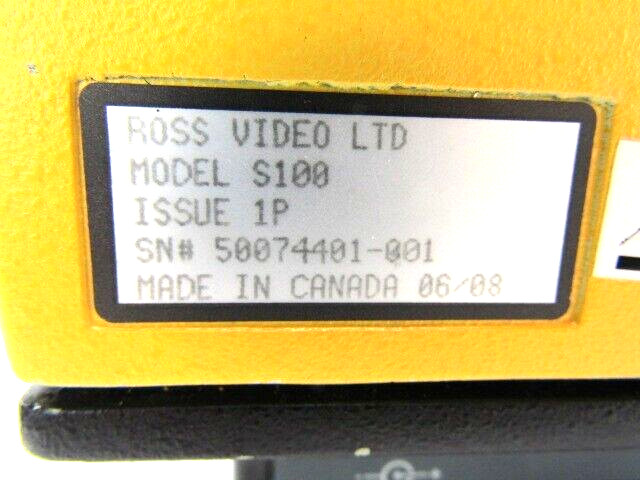 ROSS VIDEO LTD
MODEL S100
ISSUE 1P
SN# 50074401-001
MADE IN CANADA 06/08